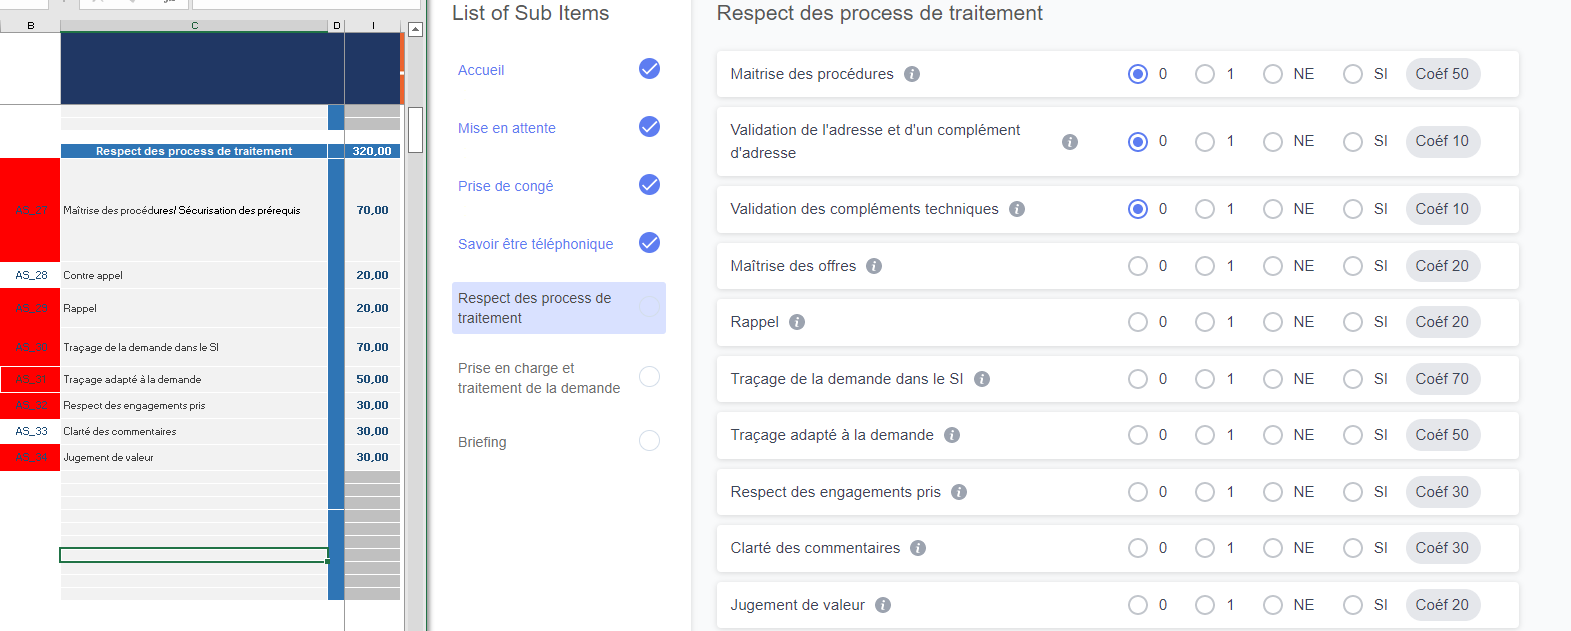 B C D I
Respect des process de traitement 320,00
AS_27 Maîtrise des procédures/ Sécurisation des prérequis 70,00
AS_28 Contre appel 20,00
AS_29 Rappel 20,00
AS_30 Traçage de la demande dans le SI 70,00
AS_31 Traçage adapté à la demande 50,00
AS_32 Respect des engagements pris 30,00
AS_33 Clarté des commentaires 30,00
AS_34 Jugement de valeur 30,00
List of Sub Items
Accueil
Mise en attente
Prise de congé
Savoir être téléphonique
Respect des process de
traitement
Prise en charge et
traitement de la demande
Briefing
Respect des process de traitement
Maitrise des procédures i 0 1 NE SI Coéf 50
Validation de l'adresse et d'un complément
d'adresse i 0 1 NE SI Coéf 10
Validation des compléments techniques i 0 1 NE SI Coéf 10
Maîtrise des offres i 0 1 NE SI Coéf 20
Rappel i 0 1 NE SI Coéf 20
Traçage de la demande dans le SI i 0 1 NE SI Coéf 70
Traçage adapté à la demande i 0 1 NE SI Coéf 50
Respect des engagements pris i 0 1 NE SI Coéf 30
Clarté des commentaires i 0 1 NE SI Coéf 30
Jugement de valeur i 0 1 NE SI Coéf 20